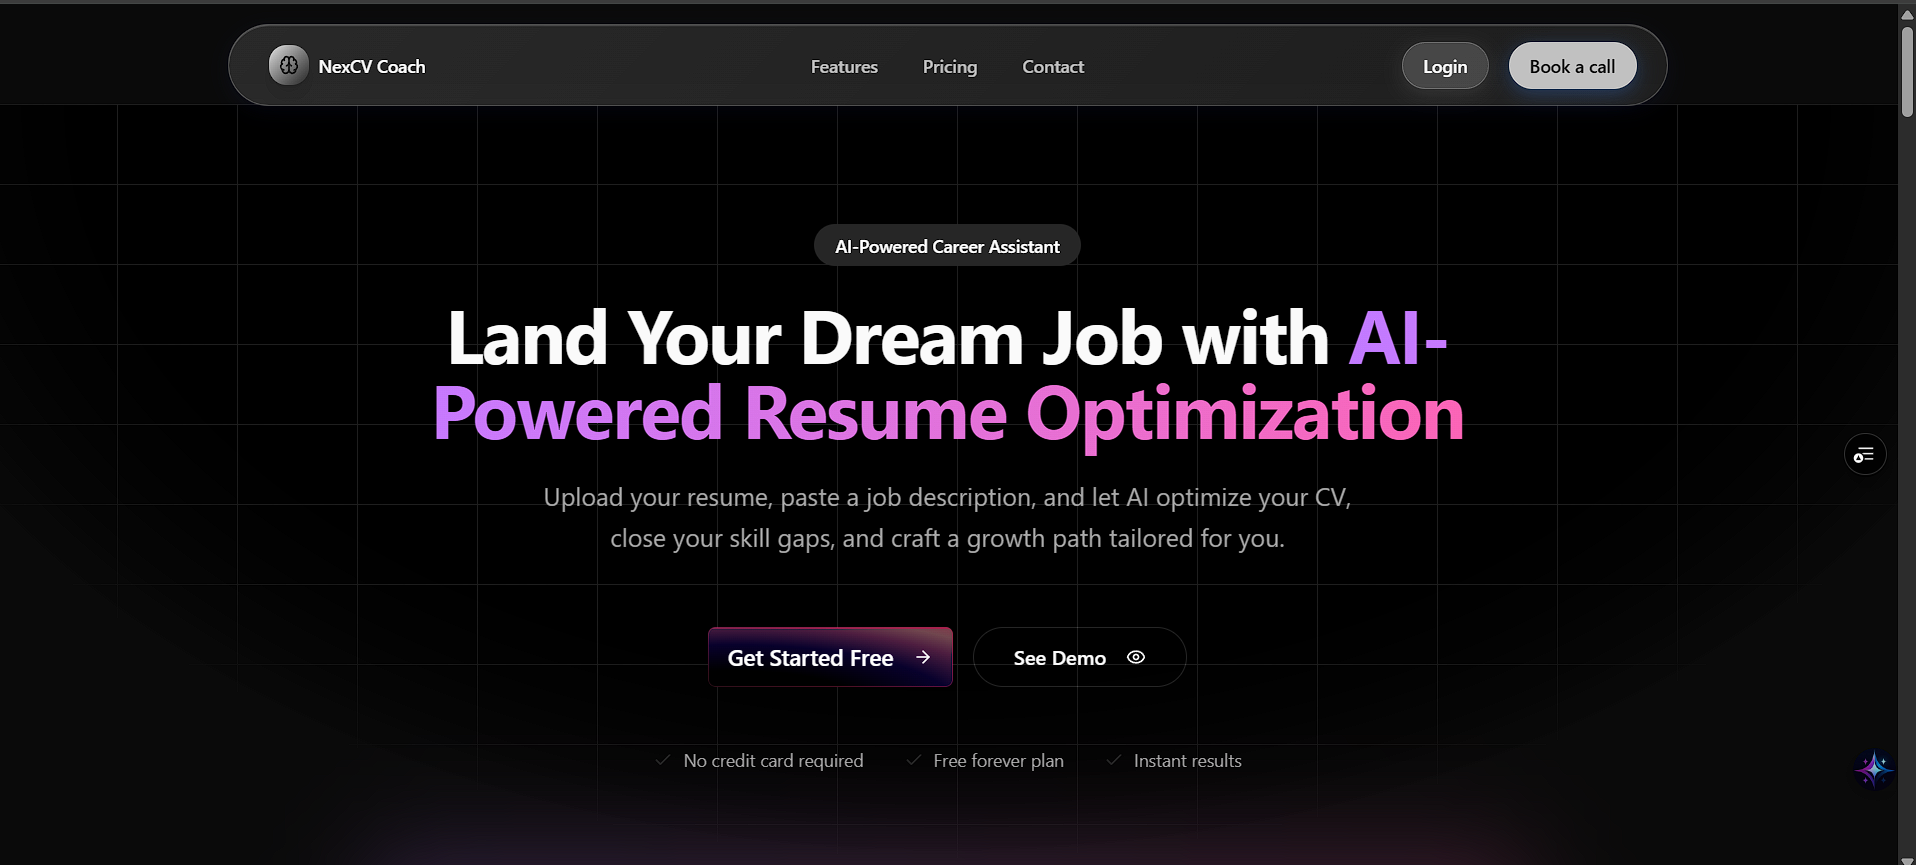 NexCV Coach
Features
Pricing
Contact
Login
Book a call
AI-Powered Career Assistant
Land Your Dream Job with AI-
Powered Resume Optimization
Upload your resume, paste a job description, and let AI optimize your CV,
close your skill gaps, and craft a growth path tailored for you.
Get Started Free
See Demo
No credit card required
Free forever plan
Instant results